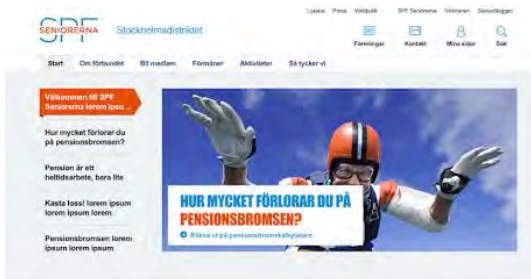 Lyssna Press Webbutik SPF Seniorerna Veteranen Seniorbloggen
SPF
SENIORERNA
Stockholmsdistriktet
Föreningar Kontakt Mina sidor Sök
Start Om förbundet Bli medlem Förmåner Aktiviteter Så tycker vi
Välkommen till SPF
Seniorerna lorem ipsu ...
Hur mycket förlorar du
på pensionsbromsen?
Pension är ett
heltidsarbete, bara lite
Kasta loss! lorem ipsum
lorem ipsum lorem
Pensionsbromsen lorem
ipsum lorem ipsum
HUR MYCKET FÖRLORAR DU PÅ
PENSIONSBROMSEN?
Räkna ut på